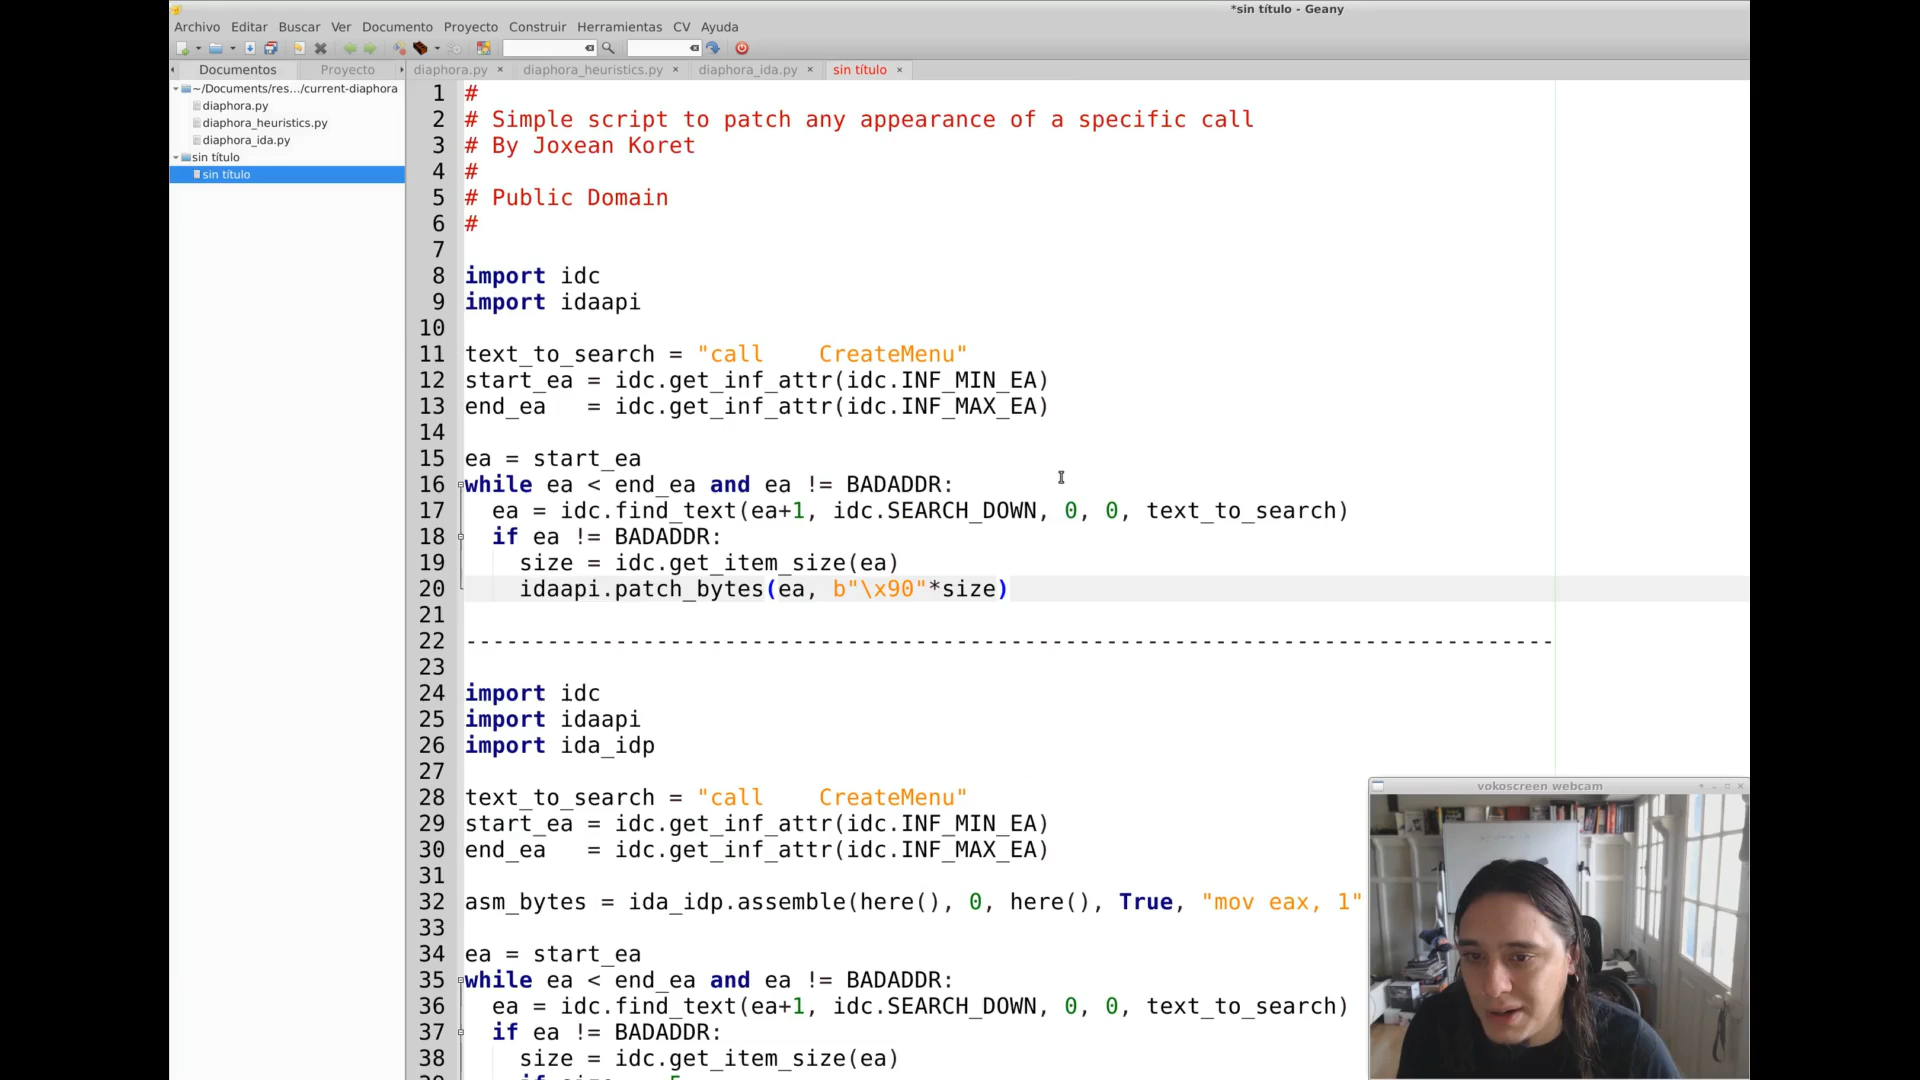 *sin título - Geany
Archivo Editar Buscar Ver Documento Proyecto Construir Herramientas CV Ayuda
Documentos Proyecto
diaphora.py diaphora_heuristics.py diaphora_ida.py sin título
~/Documents/res.../current-diaphora
diaphora.py
diaphora_heuristics.py
diaphora_ida.py
sin título
sin título
1 #
2 # Simple script to patch any appearance of a specific call
3 # By Joxean Koret
4 #
5 # Public Domain
6 #
7
8 import idc
9 import idaapi
10
11 text_to_search = "call    CreateMenu"
12 start_ea = idc.get_inf_attr(idc.INF_MIN_EA)
13 end_ea   = idc.get_inf_attr(idc.INF_MAX_EA)
14
15 ea = start_ea
16 while ea < end_ea and ea != BADADDR:
17   ea = idc.find_text(ea+1, idc.SEARCH_DOWN, 0, 0, text_to_search)
18   if ea != BADADDR:
19     size = idc.get_item_size(ea)
20     idaapi.patch_bytes(ea, b"\x90"*size)
21
22 --------------------------------------------------------------------------------
23
24 import idc
25 import idaapi
26 import ida_idp
27
28 text_to_search = "call    CreateMenu"
29 start_ea = idc.get_inf_attr(idc.INF_MIN_EA)
30 end_ea   = idc.get_inf_attr(idc.INF_MAX_EA)
31
32 asm_bytes = ida_idp.assemble(here(), 0, here(), True, "mov eax, 1"
33
34 ea = start_ea
35 while ea < end_ea and ea != BADADDR:
36   ea = idc.find_text(ea+1, idc.SEARCH_DOWN, 0, 0, text_to_search)
37   if ea != BADADDR:
38     size = idc.get_item_size(ea)
vokoscreen webcam